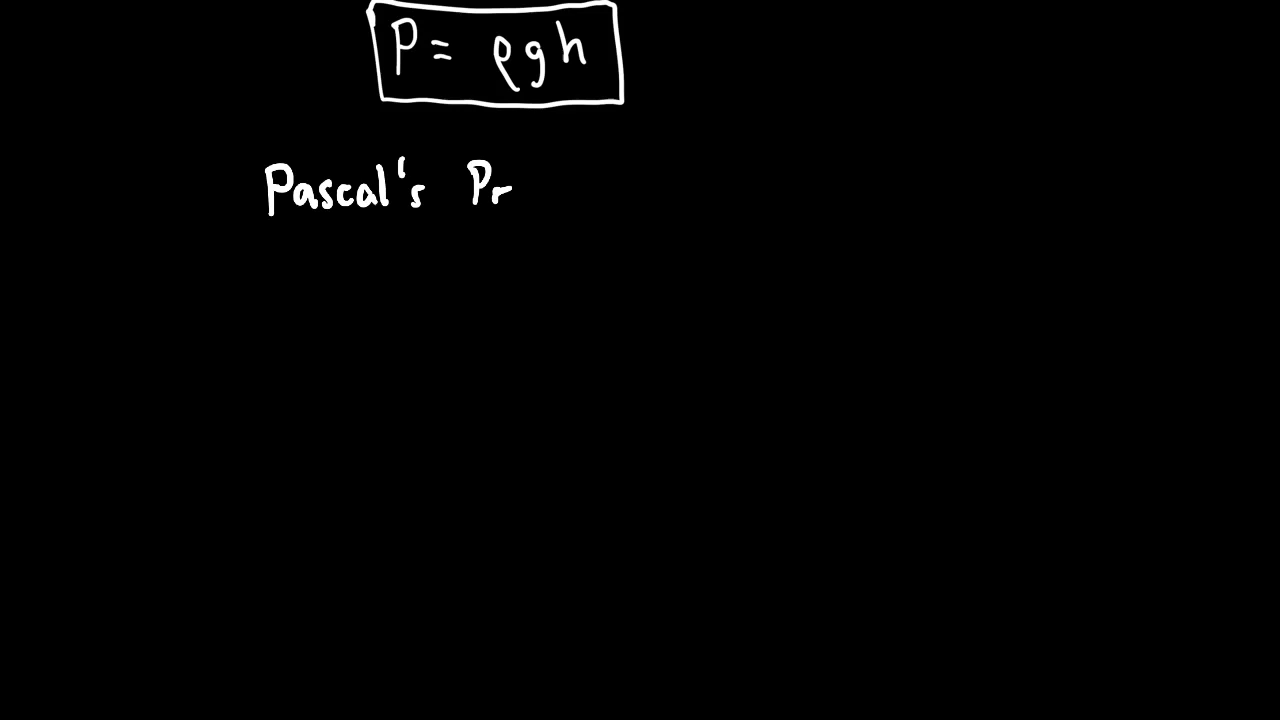 P = ρgh
Pascal's Pr